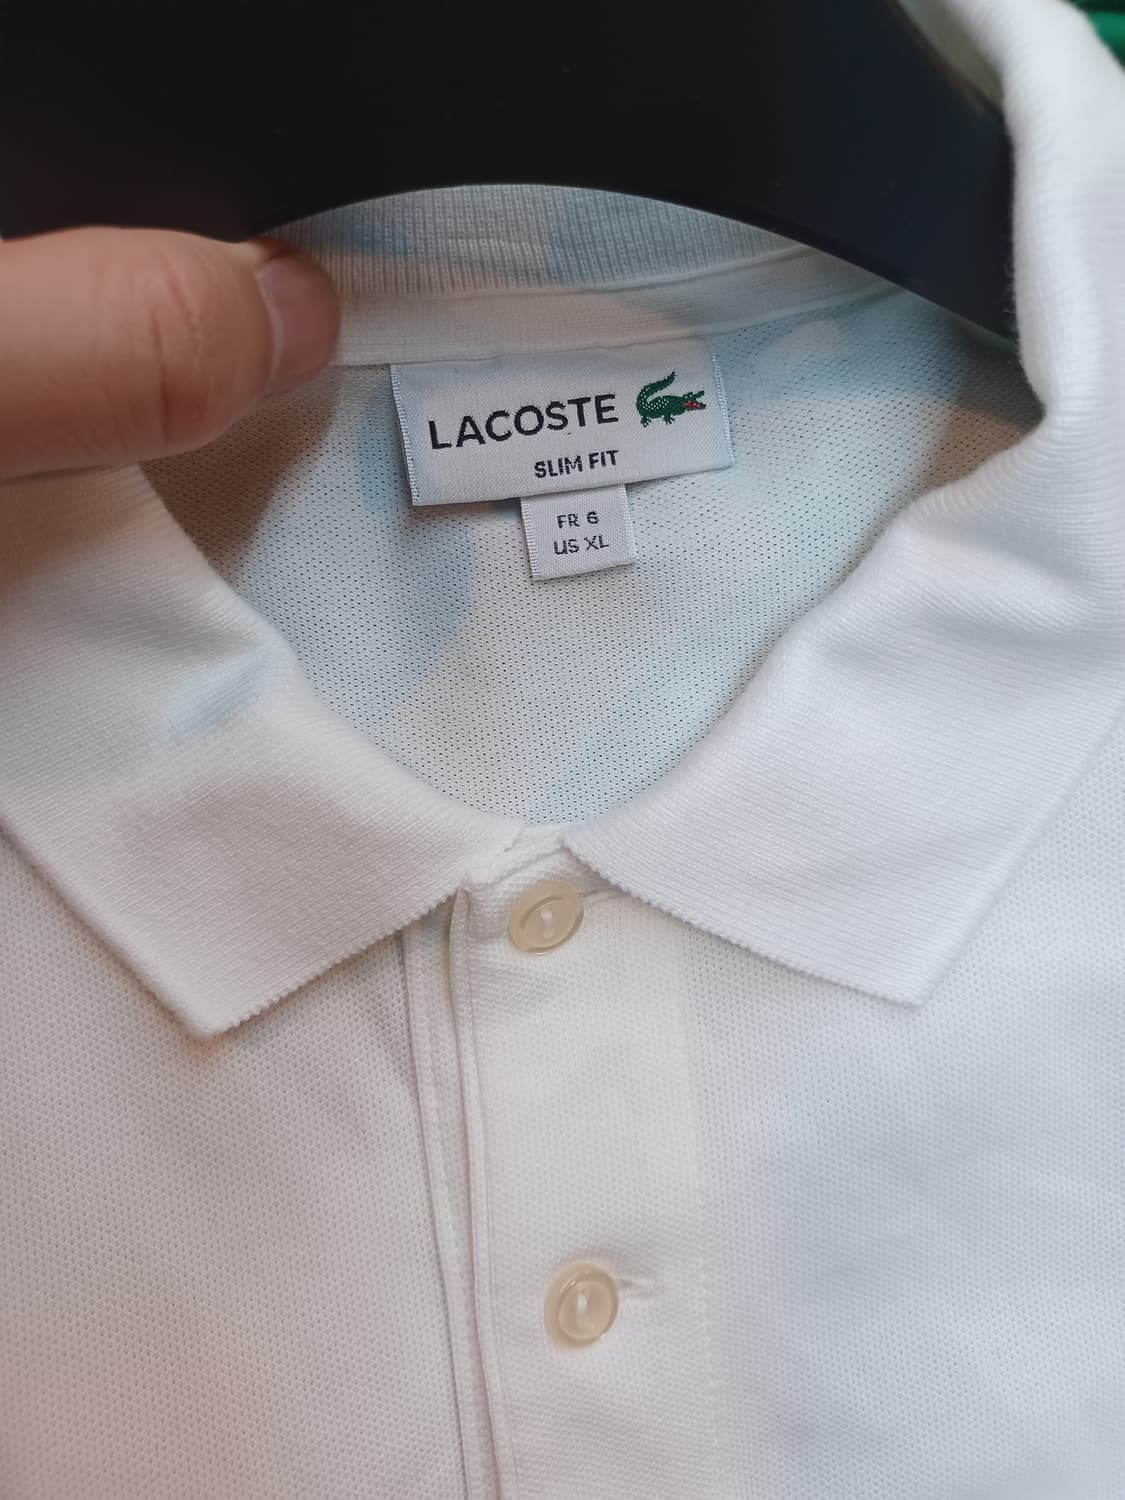 LACOSTE
SLIM FIT
FR 6
US XL